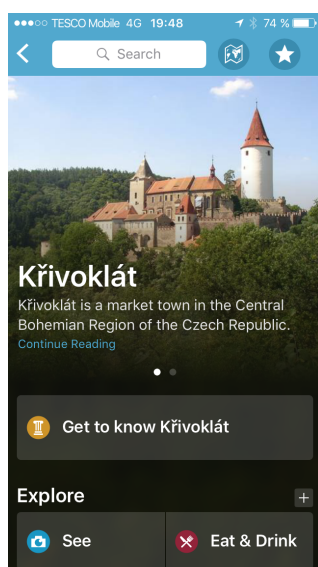 TESCO Mobile 4G 19:48 74 %
Search
Křivoklát
Křivoklát is a market town in the Central
Bohemian Region of the Czech Republic.
Continue Reading
Get to know Křivoklát
Explore
See
Eat & Drink